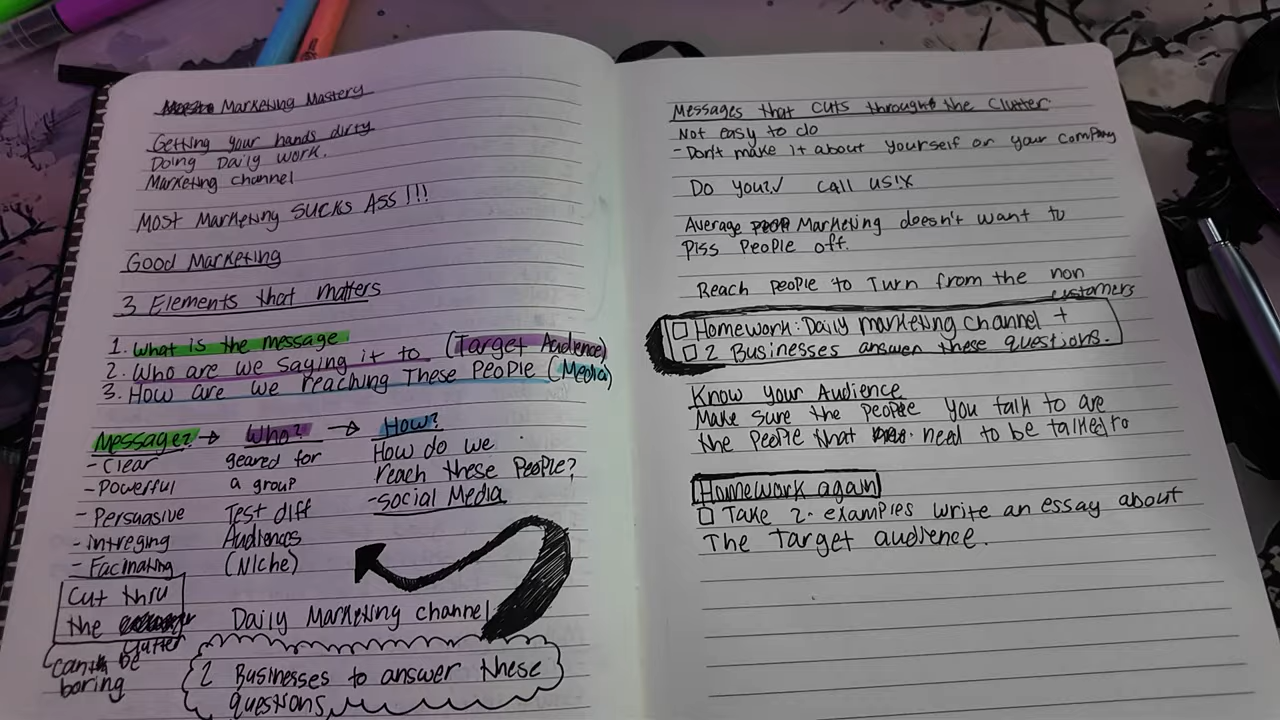 Marketing Mastery
Getting your hands dirty
Doing Daily work.
Marketing channel
Most Marketing SUCKS ASS!!!
Good Marketing
3 Elements that matters
1. What is the message
2. Who are we saying it to (Target Audience)
3. How are we reaching These People (Media)
Message? → Who? → How?
- Clear
- Powerful
- Persuasive
- intreging
- Facinating
Cut thru
the
clutter
can't be
boring
geared for
a group
Test diff
Audiences
(Niche)
How do we
reach these People?
- Social Media
Daily Marketing channel
2 Businesses to answer these
questions
Messages that cuts through the Clutter
Not easy to do
- Don't make it about yourself or your company
Do you?✓ Call us!X
Average Marketing doesn't want to
Piss People off.
Reach people to Turn from the non
customers
☐ Homework: Daily marketing channel +
☐ 2 Businesses answer these questions.
Know your Audience
Make sure the people you talk to are
the people that need to be talked to
Homework again
☐ Take 2 examples write an essay about
The Target audience.